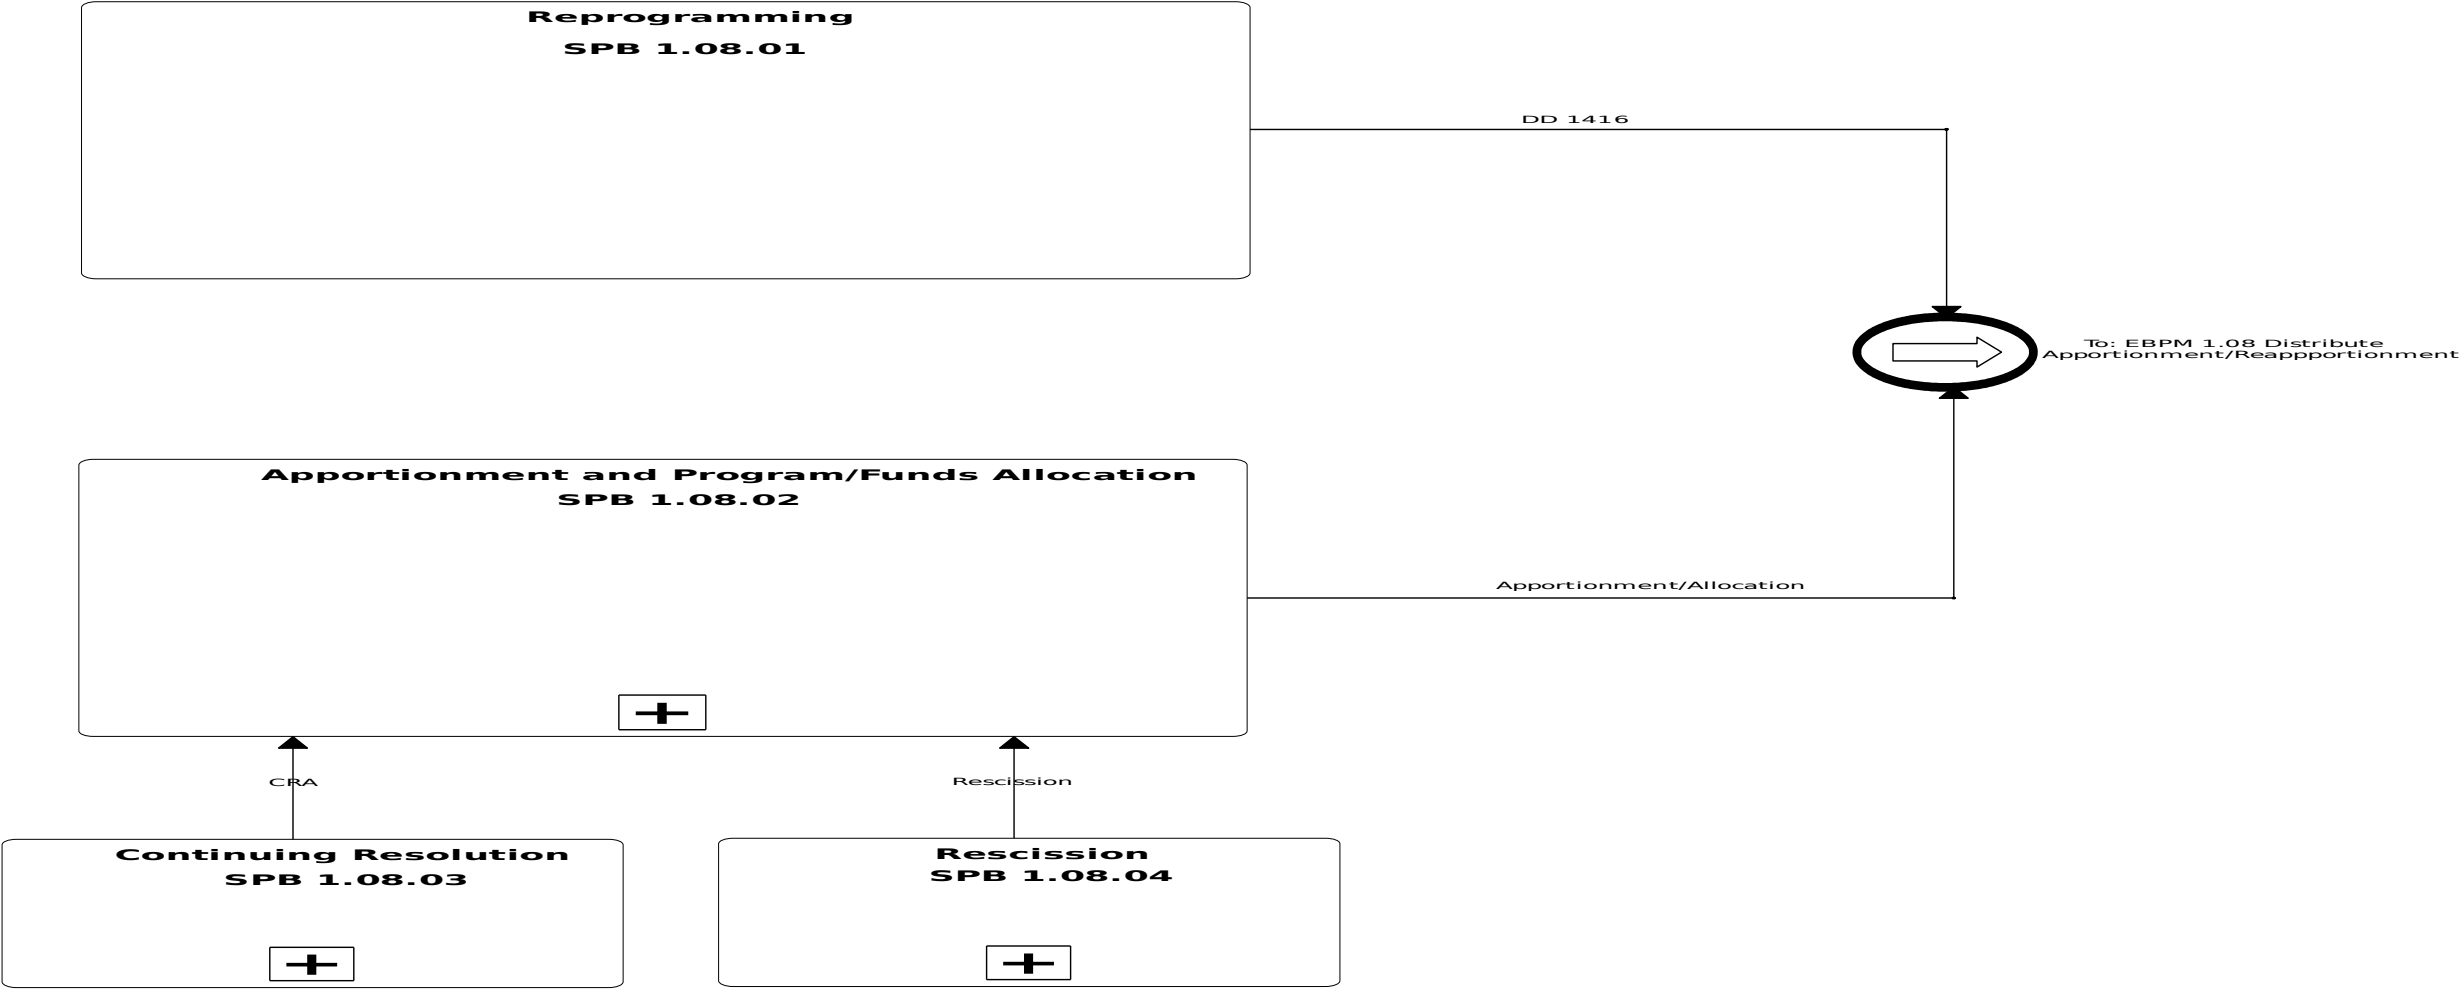 Reprogramming
SPB 1.08.01
DD 1416
To: EBPM 1.08 Distribute
Apportionment/Reappportionment
Apportionment and Program/Funds Allocation
SPB 1.08.02
Apportionment/Allocation
CRA
Rescission
Continuing Resolution
SPB 1.08.03
Rescission
SPB 1.08.04